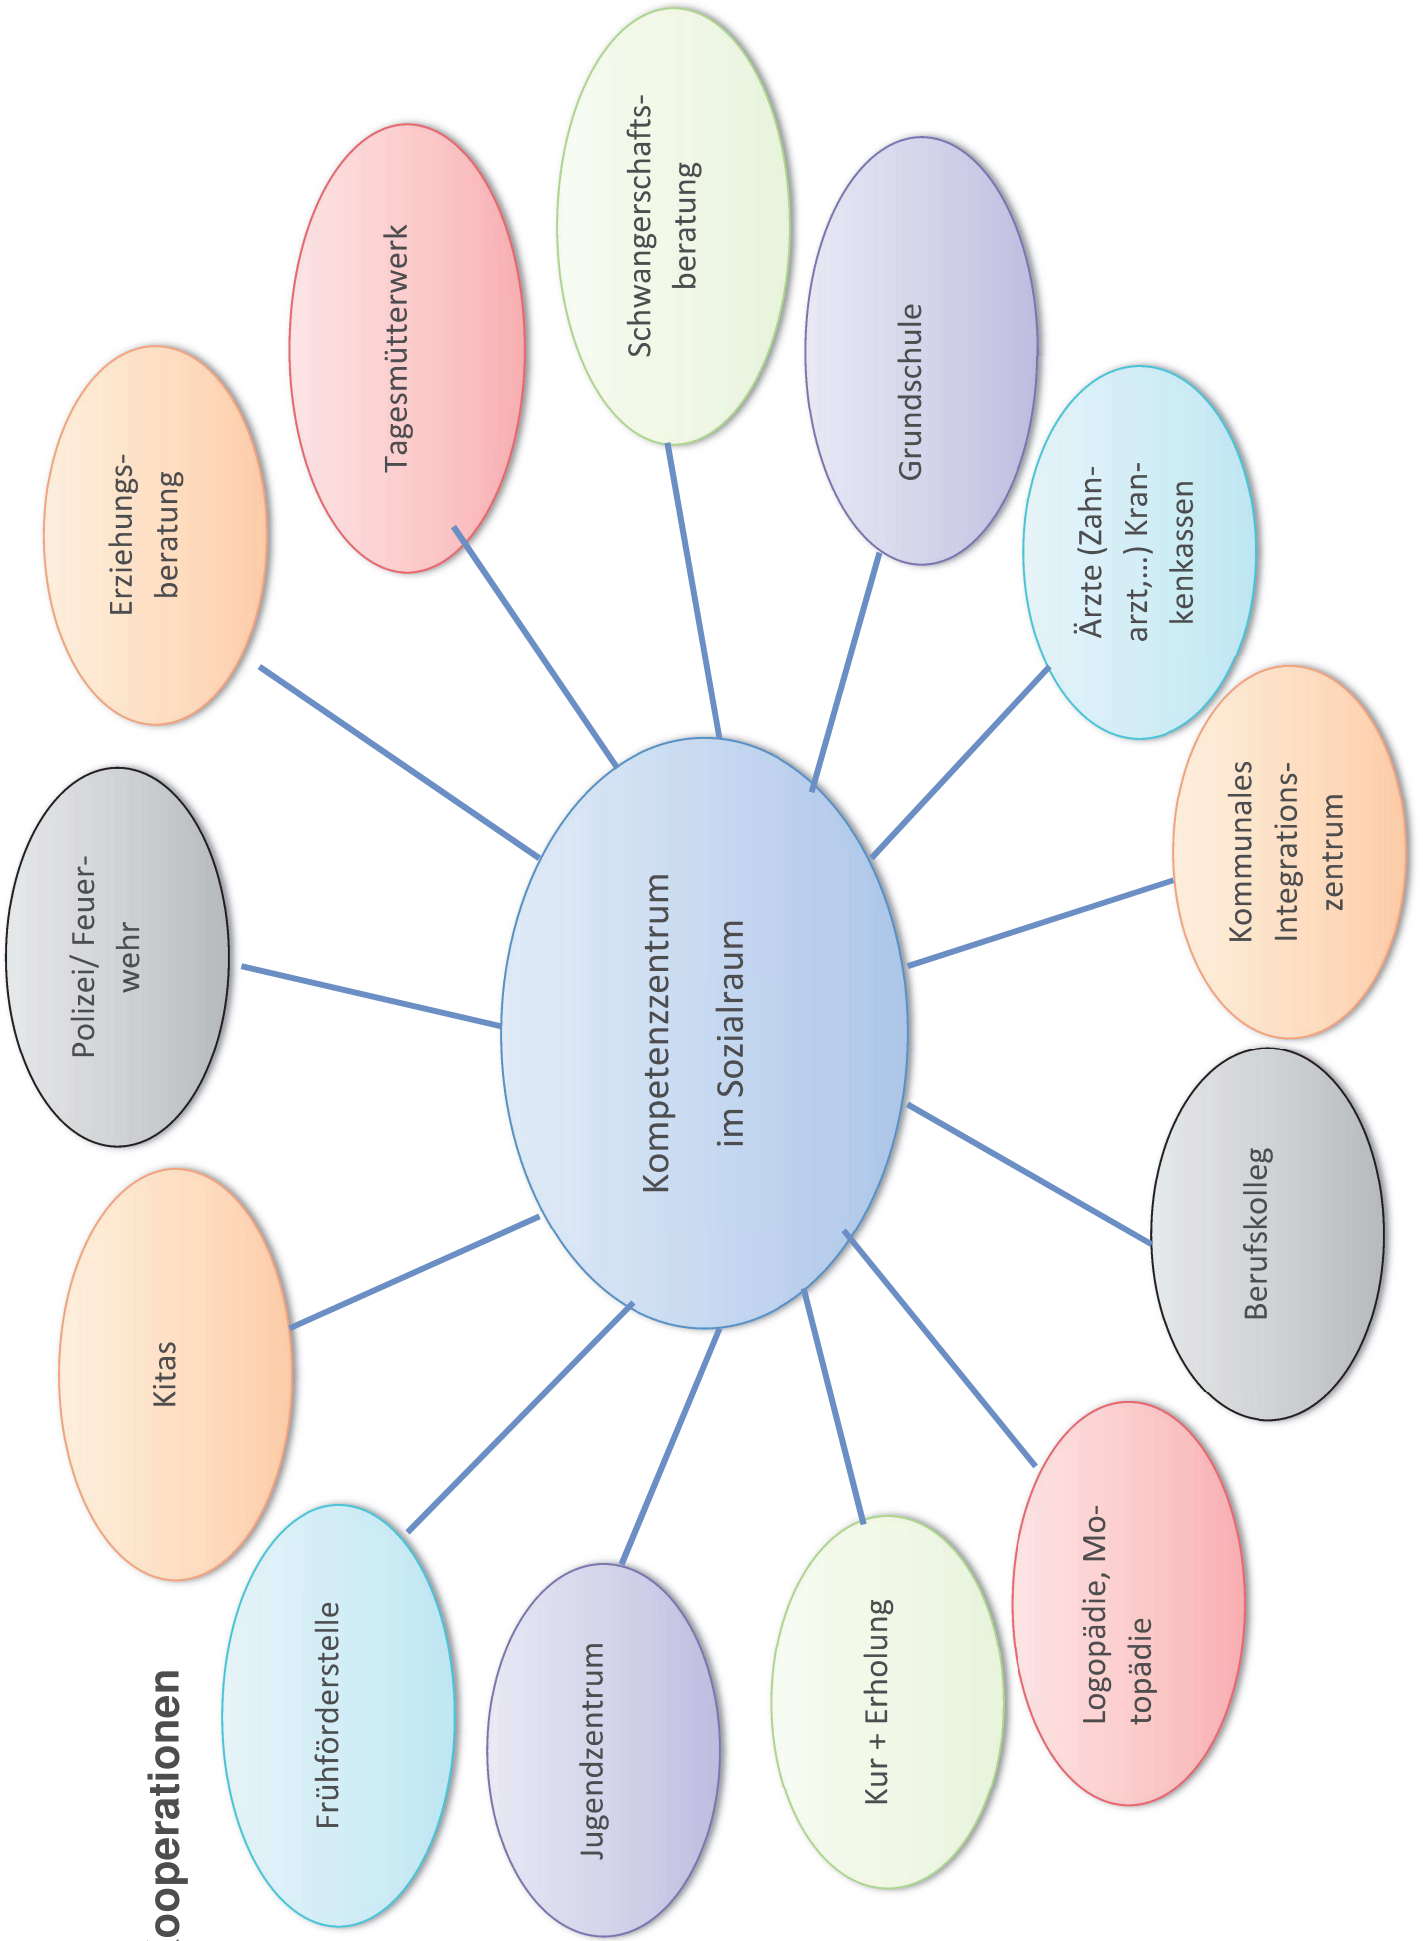 ooperationen
Polizei/ Feuer-
wehr
Erziehungs-
beratung
Tagesmütterwerk
Schwangerschafts-
beratung
Grundschule
Ärzte (Zahn-
arzt,...) Kran-
kenkassen
Kommunales
Integrations-
zentrum
Berufskolleg
Logopädie, Mo-
topädie
Kur + Erholung
Jugendzentrum
Frühförderstelle
Kitas
Kompetenzzentrum
im Sozialraum